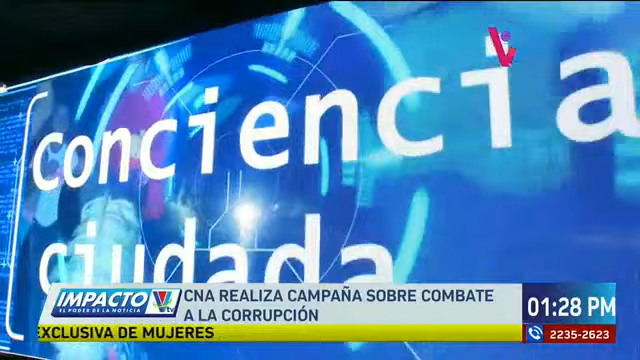 conciencia
ciudada
IMPACTO
EL PODER DE LA NOTICIA
tv
CNA REALIZA CAMPAÑA SOBRE COMBATE
A LA CORRUPCIÓN
01:28 PM
2235-2623
EXCLUSIVA DE MUJERES